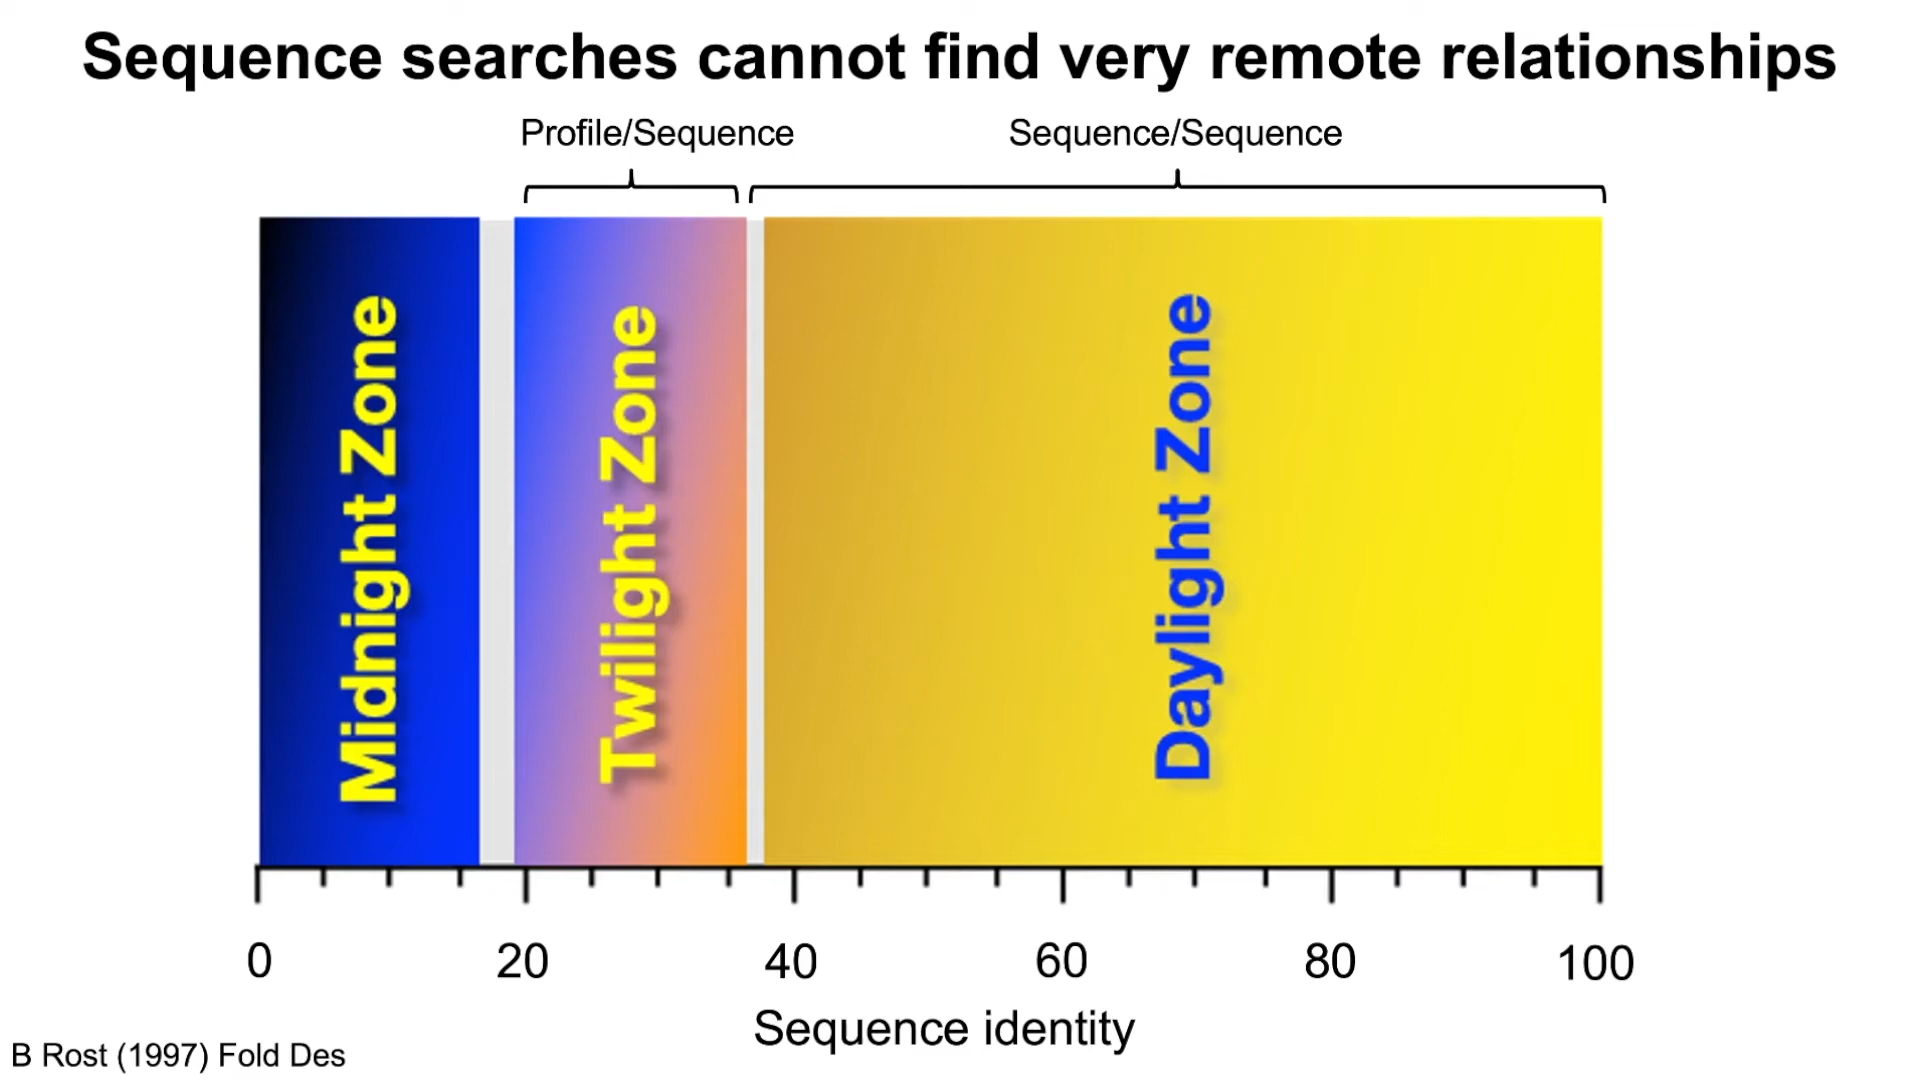 Sequence searches cannot find very remote relationships
Profile/Sequence
Sequence/Sequence
Midnight Zone
Twilight Zone
Daylight Zone
0
20
40
60
80
100
Sequence identity
B Rost (1997) Fold Des